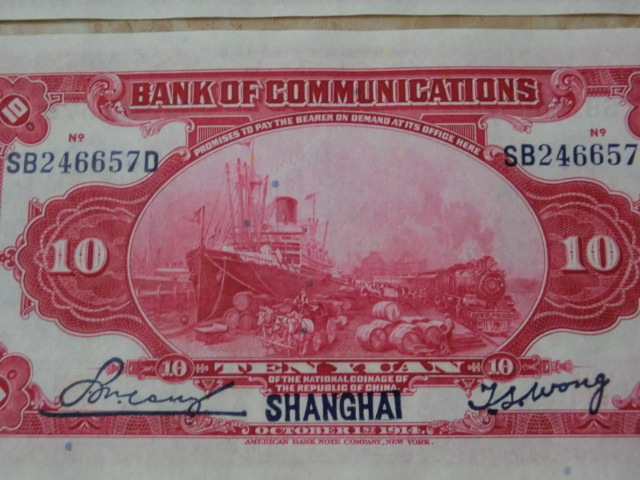 BANK OF COMMUNICATIONS
PROMISES TO PAY THE BEARER ON DEMAND AT ITS OFFICE HERE
10
Nº
Nº
SB246657D
SB246657
10
10
10
TEN YUAN
10
OF THE NATIONAL COINAGE OF
THE REPUBLIC OF CHINA.
SHANGHAI
T.S. Wong
OCTOBER 1ST 1914.
AMERICAN BANK NOTE COMPANY, NEW YORK.